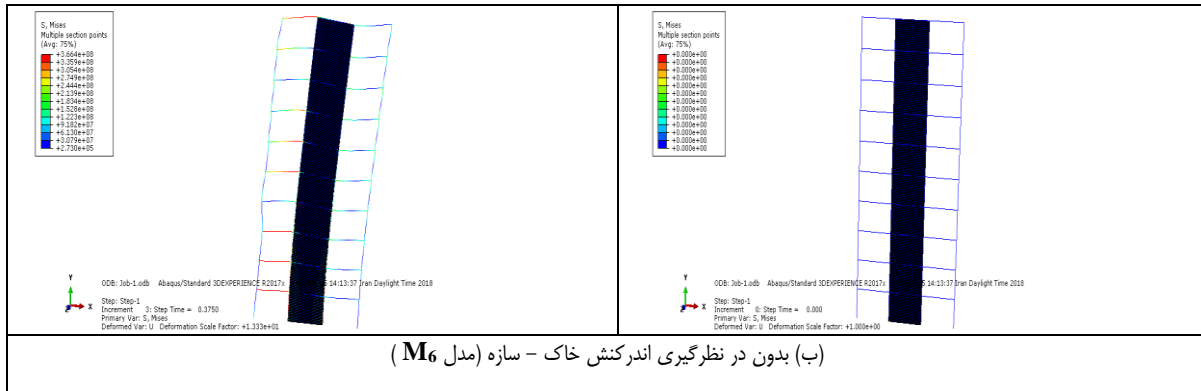 S, Mises
Multiple section points
(Avg: 75%)
+3.664e+08
+3.359e+08
+3.054e+08
+2.749e+08
+2.444e+08
+2.139e+08
+1.834e+08
+1.528e+08
+1.223e+08
+9.182e+07
+6.130e+07
+3.079e+07
+2.730e+05
Y
X
ODB: Job-1.odb Abaqus/Standard 3DEXPERIENCE R2017x 14:13:37 Iran Daylight Time 2018
Step: Step-1
Increment 3: Step Time = 0.3750
Primary Var: S, Mises
Deformed Var: U Deformation Scale Factor: +1.333e+01
S, Mises
Multiple section points
(Avg: 75%)
+0.000e+00
+0.000e+00
+0.000e+00
+0.000e+00
+0.000e+00
+0.000e+00
+0.000e+00
+0.000e+00
+0.000e+00
+0.000e+00
+0.000e+00
+0.000e+00
+0.000e+00
Y
X
ODB: Job-1.odb Abaqus/Standard 3DEXPERIENCE R2017x 14:13:37 Iran Daylight Time 2018
Step: Step-1
Increment 0: Step Time = 0.000
Primary Var: S, Mises
Deformed Var: U Deformation Scale Factor: +1.000e+00
(ب) بدون در نظرگیری اندرکنش خاک – سازه (مدل M6 )